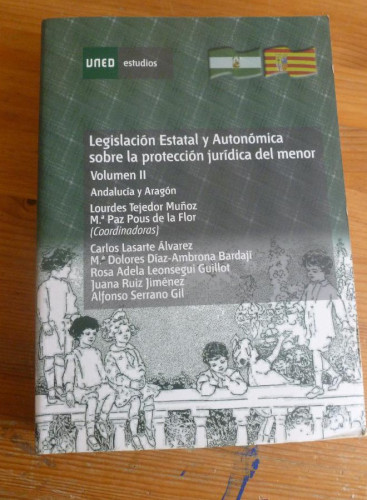 UNED estudios
Legislación Estatal y Autonómica
sobre la protección jurídica del menor
Volumen II
Andalucía y Aragón
Lourdes Tejedor Muñoz
M.ª Paz Pous de la Flor
(Coordinadoras)
Carlos Lasarte Álvarez
M.ª Dolores Díaz-Ambrona Bardají
Rosa Adela Leonseguí Guillot
Juana Ruiz Jiménez
Alfonso Serrano Gil